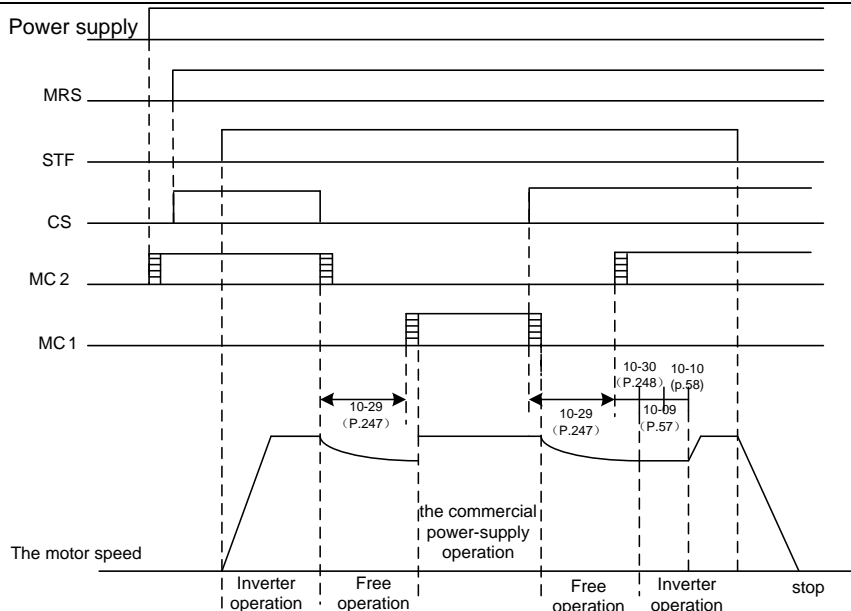 Power supply
MRS
STF
CS
MC 2
MC 1
10-29
（P.247）
10-29
（P.247）
10-30
（P.248）
10-09
（P.57）
10-10
(p.58)
the commercial
power-supply
operation
The motor speed
Inverter
operation
Free
operation
Free
operation
Inverter
operation
stop